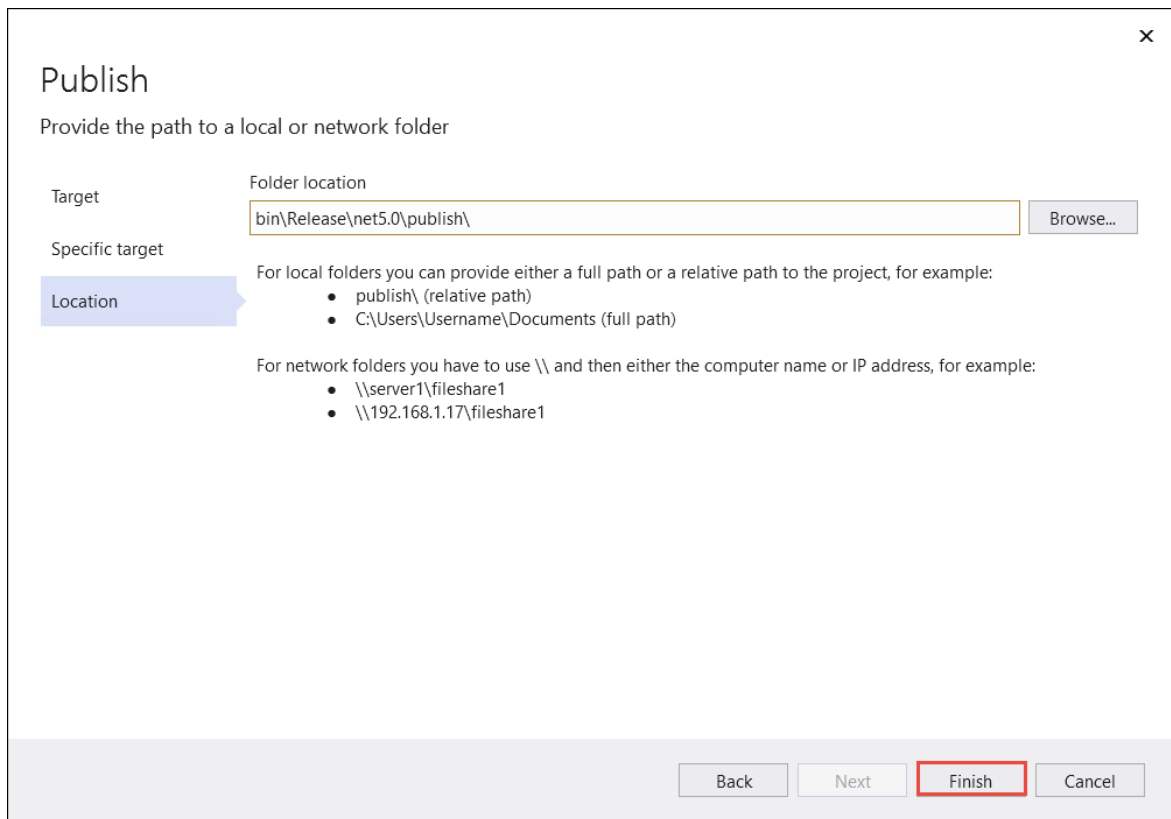 Publish
Provide the path to a local or network folder
Target
Specific target
Location
Folder location
bin\Release\net5.0\publish\
Browse...
For local folders you can provide either a full path or a relative path to the project, for example:
● publish\ (relative path)
● C:\Users\Username\Documents (full path)
For network folders you have to use \\ and then either the computer name or IP address, for example:
● \\server1\fileshare1
● \\192.168.1.17\fileshare1
Back
Next
Finish
Cancel